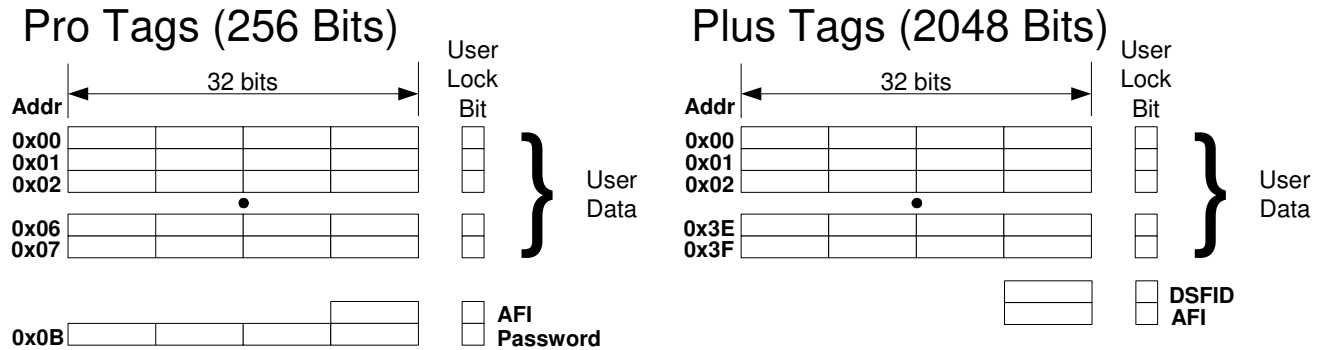 Pro Tags (256 Bits)
User
Lock
Bit
32 bits
Addr
0x00
0x01
0x02
0x06
0x07
User
Data
AFI
0x0B
Password
Plus Tags (2048 Bits)
User
Lock
Bit
32 bits
Addr
0x00
0x01
0x02
0x3E
0x3F
User
Data
DSFID
AFI